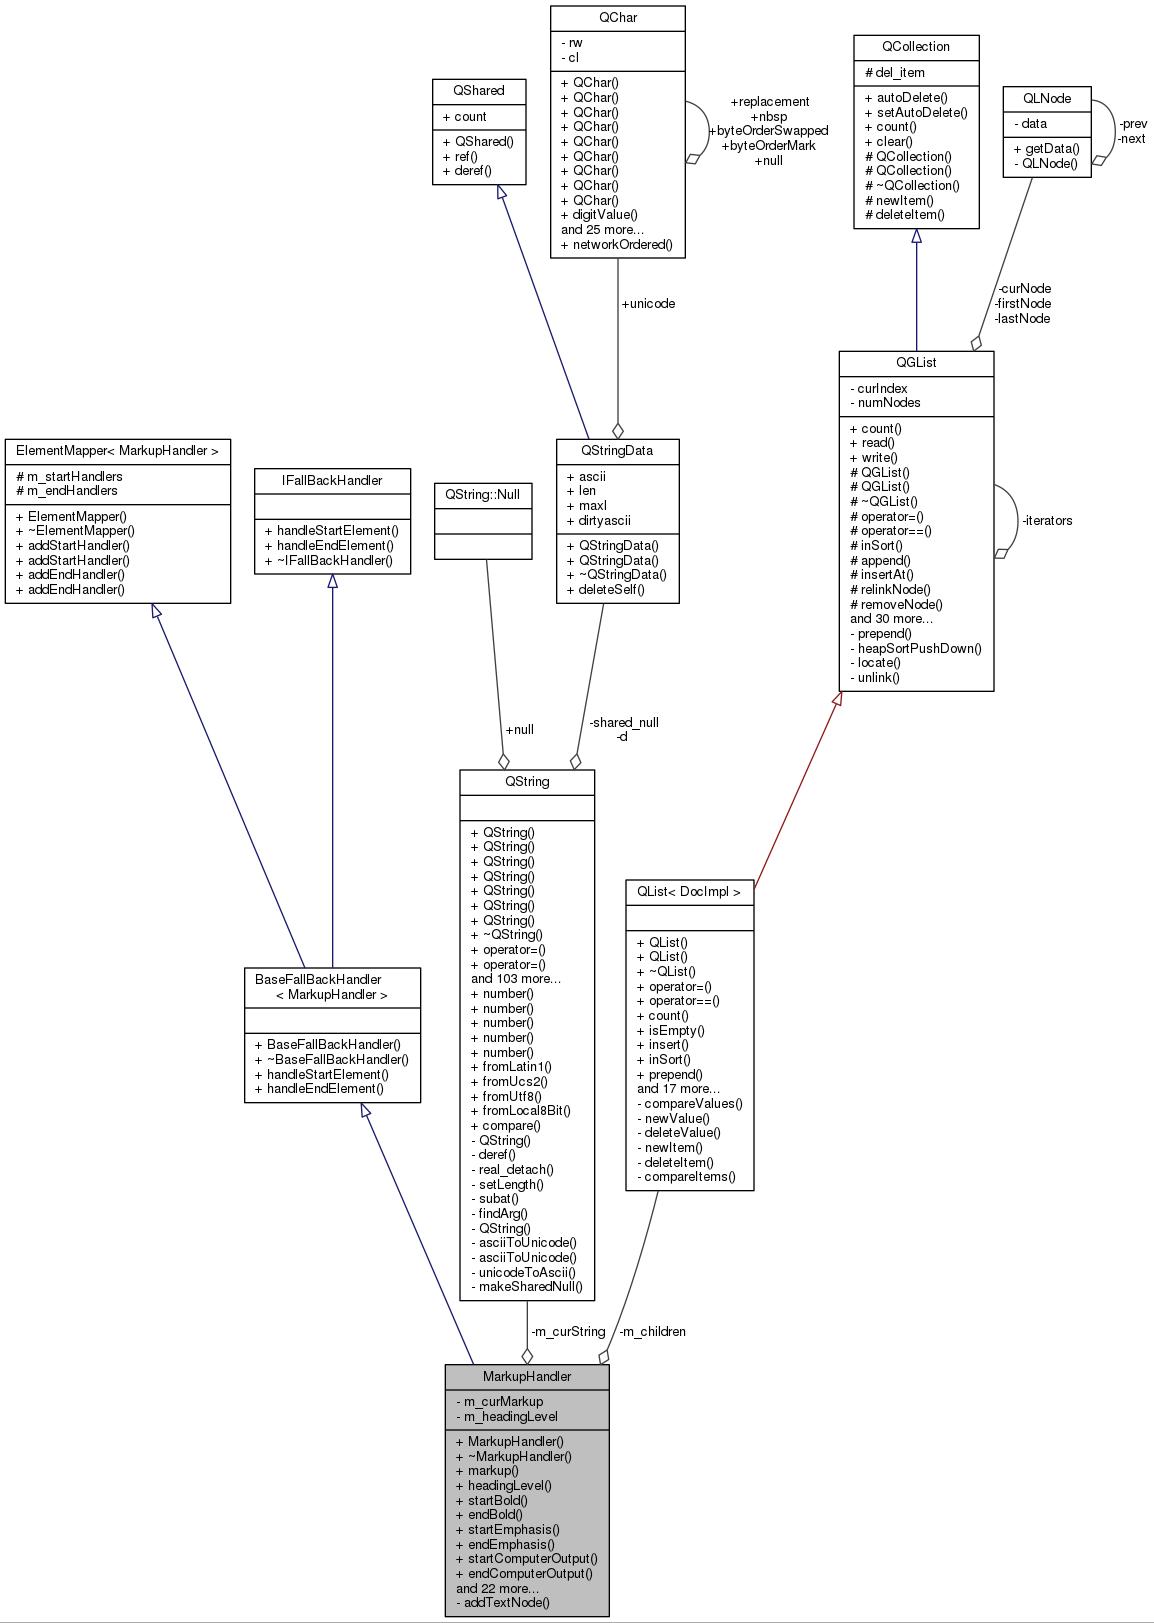 QChar
- rw
- cl
+ QChar()
+ QChar()
+ QChar()
+ QChar()
+ QChar()
+ QChar()
+ QChar()
+ QChar()
+ QChar()
+ digitValue()
and 25 more...
+ networkOrdered()
+replacement
+nbsp
+byteOrderSwapped
+byteOrderMark
+null
QShared
+ count
+ QShared()
+ ref()
+ deref()
QCollection
# del_item
+ autoDelete()
+ setAutoDelete()
+ count()
+ clear()
# QCollection()
# QCollection()
# ~QCollection()
# newItem()
# deleteItem()
QLNode
- data
+ getData()
- QLNode()
-prev
-next
+unicode
-curNode
-firstNode
-lastNode
QGList
- curIndex
- numNodes
+ count()
+ read()
+ write()
# QGList()
# QGList()
# ~QGList()
# operator=()
# operator==()
# inSort()
# append()
# insertAt()
# relinkNode()
# removeNode()
and 30 more...
- prepend()
- heapSortPushDown()
- locate()
- unlink()
-iterators
ElementMapper< MarkupHandler >
# m_startHandlers
# m_endHandlers
+ ElementMapper()
+ ~ElementMapper()
+ addStartHandler()
+ addStartHandler()
+ addEndHandler()
+ addEndHandler()
IFallBackHandler
+ handleStartElement()
+ handleEndElement()
+ ~IFallBackHandler()
QString::Null
QStringData
+ ascii
+ len
+ maxl
+ dirtyascii
+ QStringData()
+ QStringData()
+ ~QStringData()
+ deleteSelf()
+null
-shared_null
-d
QString
+ QString()
+ QString()
+ QString()
+ QString()
+ QString()
+ QString()
+ QString()
+ ~QString()
+ operator=()
+ operator=()
and 103 more...
+ number()
+ number()
+ number()
+ number()
+ number()
+ fromLatin1()
+ fromUcs2()
+ fromUtf8()
+ fromLocal8Bit()
+ compare()
- QString()
- deref()
- real_detach()
- setLength()
- subat()
- findArg()
- QString()
- asciiToUnicode()
- asciiToUnicode()
- unicodeToAscii()
- makeSharedNull()
QList< DocImpl >
+ QList()
+ QList()
+ ~QList()
+ operator=()
+ operator==()
+ count()
+ isEmpty()
+ insert()
+ inSort()
+ prepend()
and 17 more...
- compareValues()
- newValue()
- deleteValue()
- newItem()
- deleteItem()
- compareItems()
BaseFallBackHandler
< MarkupHandler >
+ BaseFallBackHandler()
+ ~BaseFallBackHandler()
+ handleStartElement()
+ handleEndElement()
-m_curString
-m_children
MarkupHandler
- m_curMarkup
- m_headingLevel
+ MarkupHandler()
+ ~MarkupHandler()
+ markup()
+ headingLevel()
+ startBold()
+ endBold()
+ startEmphasis()
+ endEmphasis()
+ startComputerOutput()
+ endComputerOutput()
and 22 more...
- addTextNode()